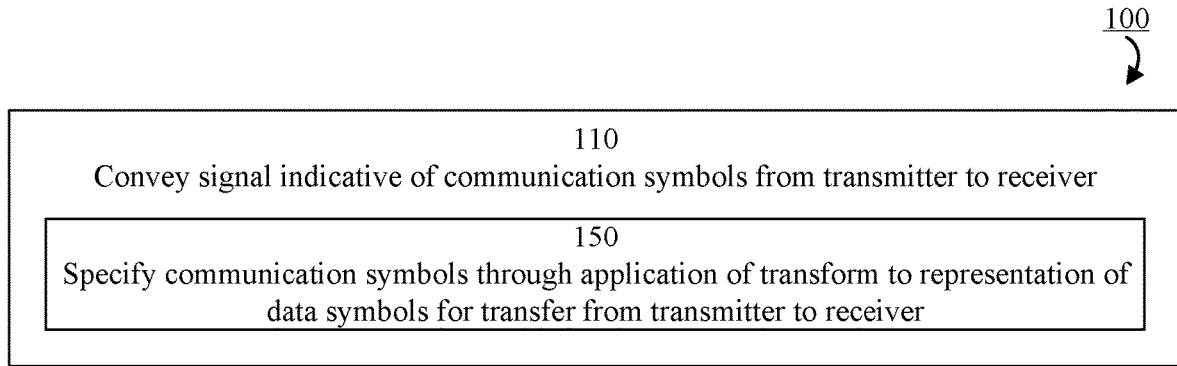 100
110
Convey signal indicative of communication symbols from transmitter to receiver
150
Specify communication symbols through application of transform to representation of
data symbols for transfer from transmitter to receiver